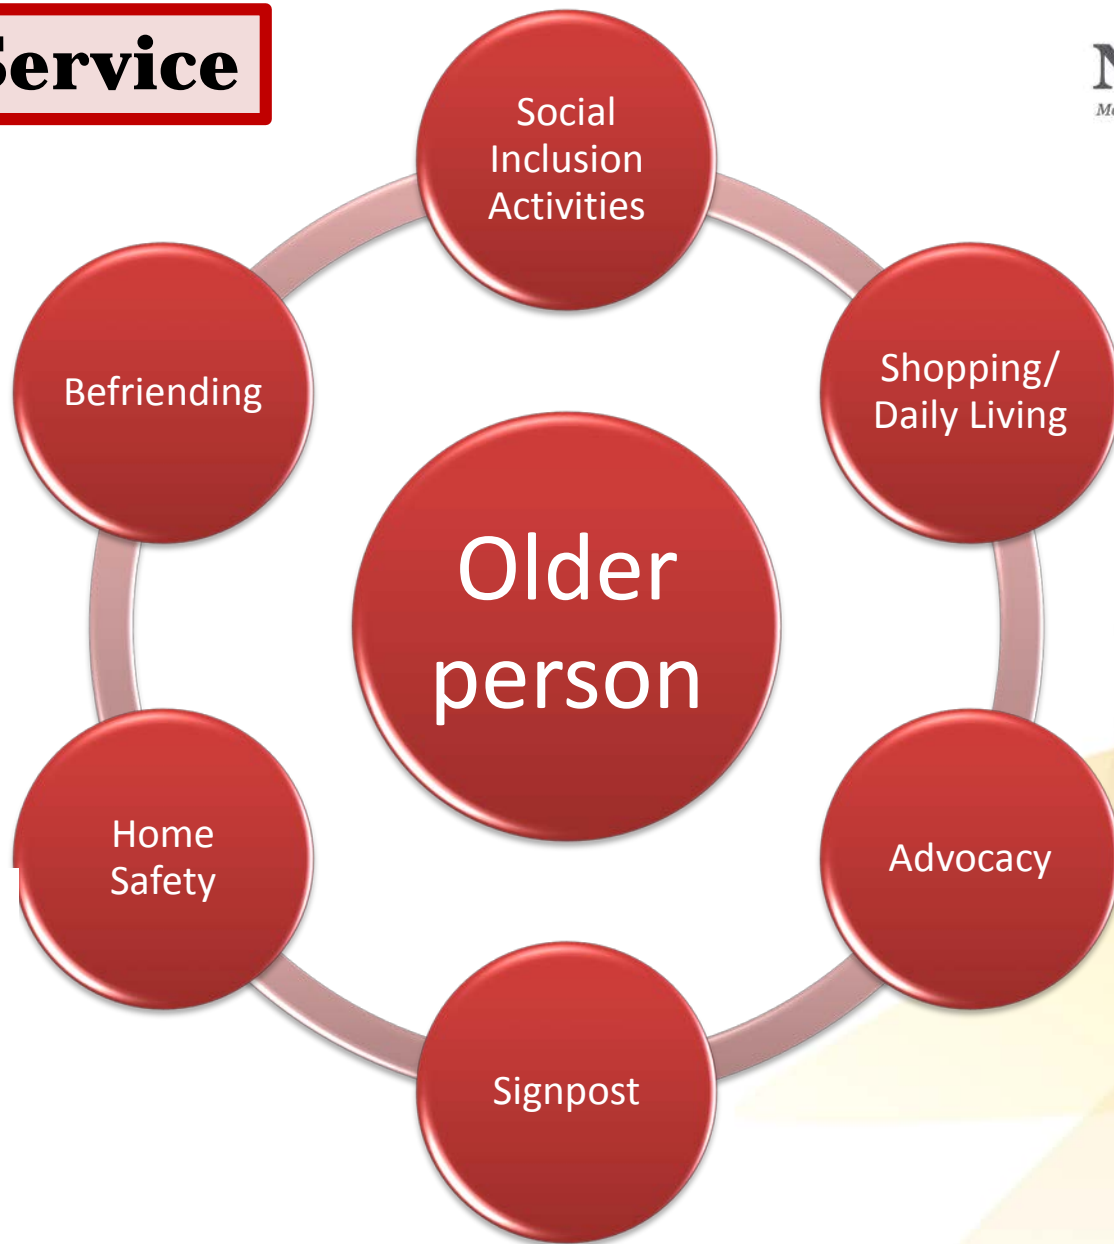 Service
Social
Inclusion
Activities
Befriending
Shopping/
Daily Living
Older
person
Home
Safety
Advocacy
Signpost